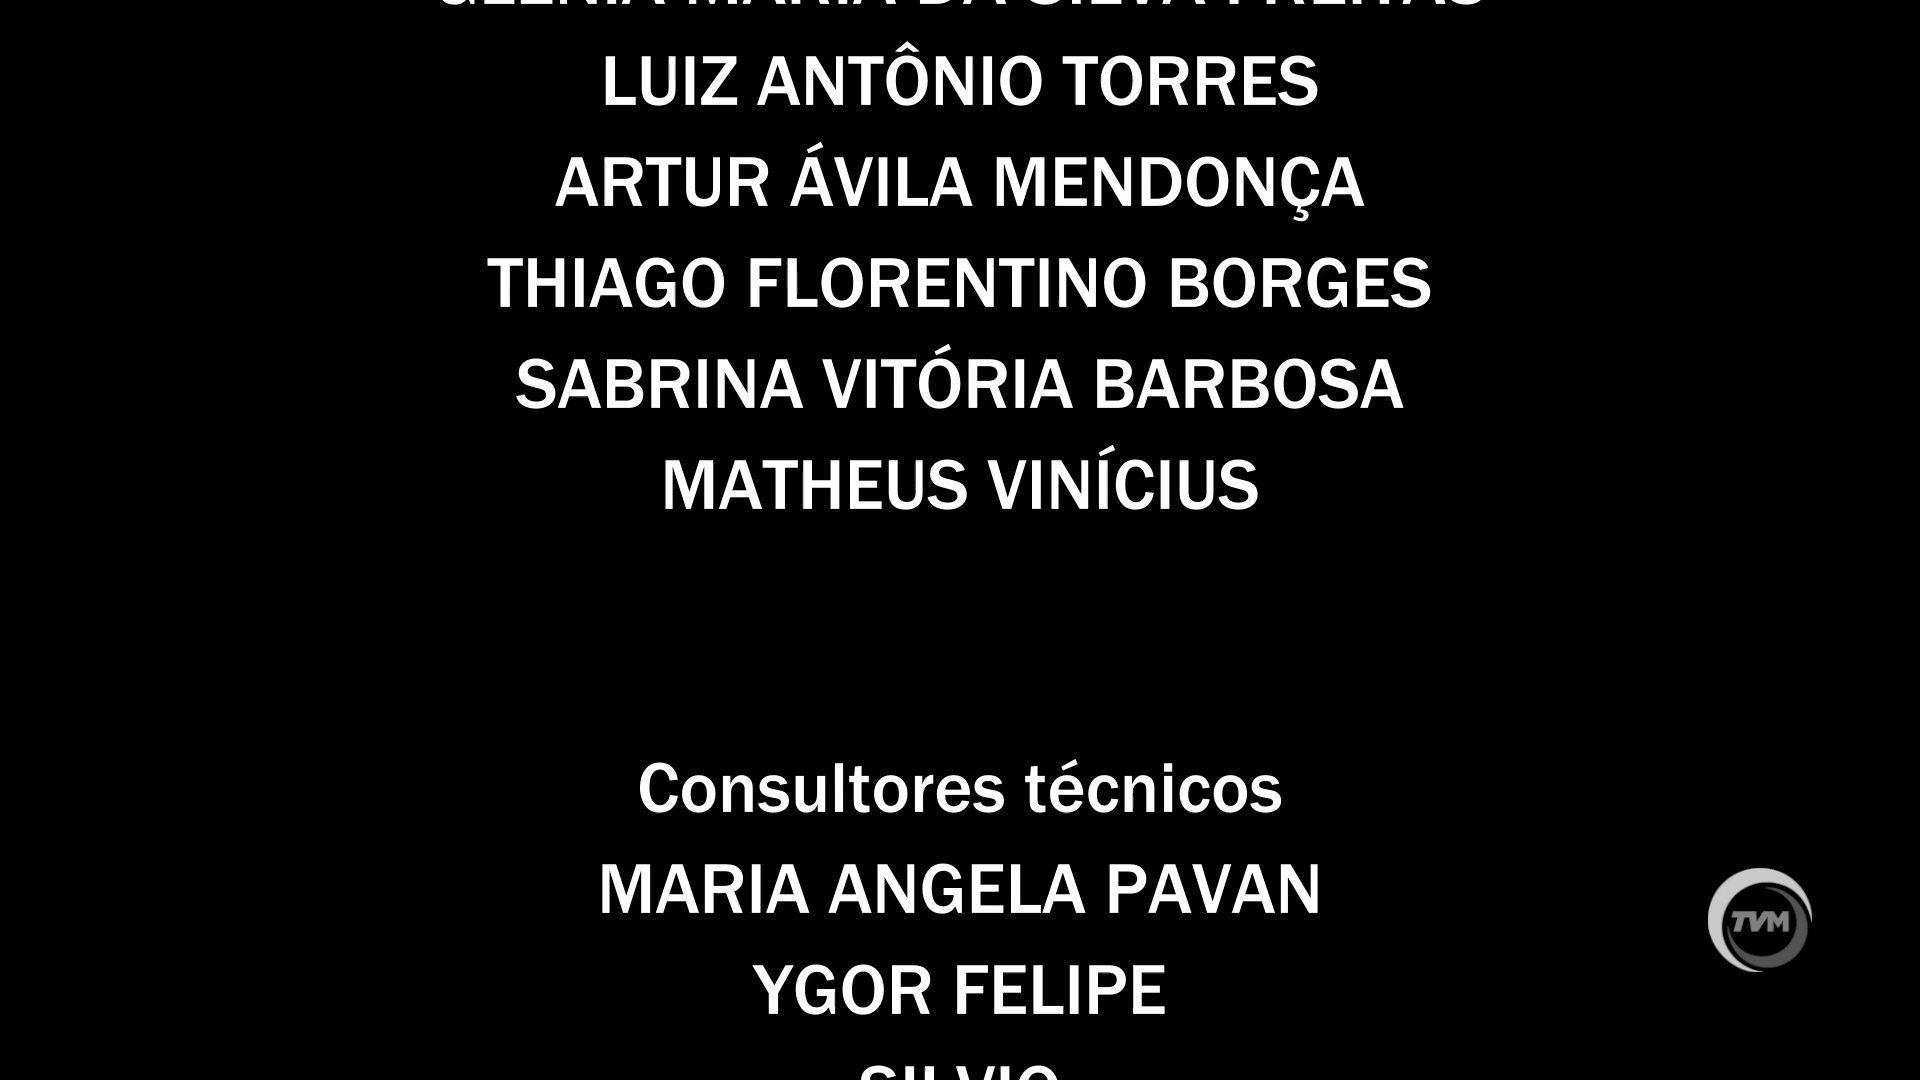 LUIZ ANTÔNIO TORRES
ARTUR ÁVILA MENDONÇA
THIAGO FLORENTINO BORGES
SABRINA VITÓRIA BARBOSA
MATHEUS VINÍCIUS
Consultores técnicos
MARIA ANGELA PAVAN
YGOR FELIPE
SILVIO
TVM